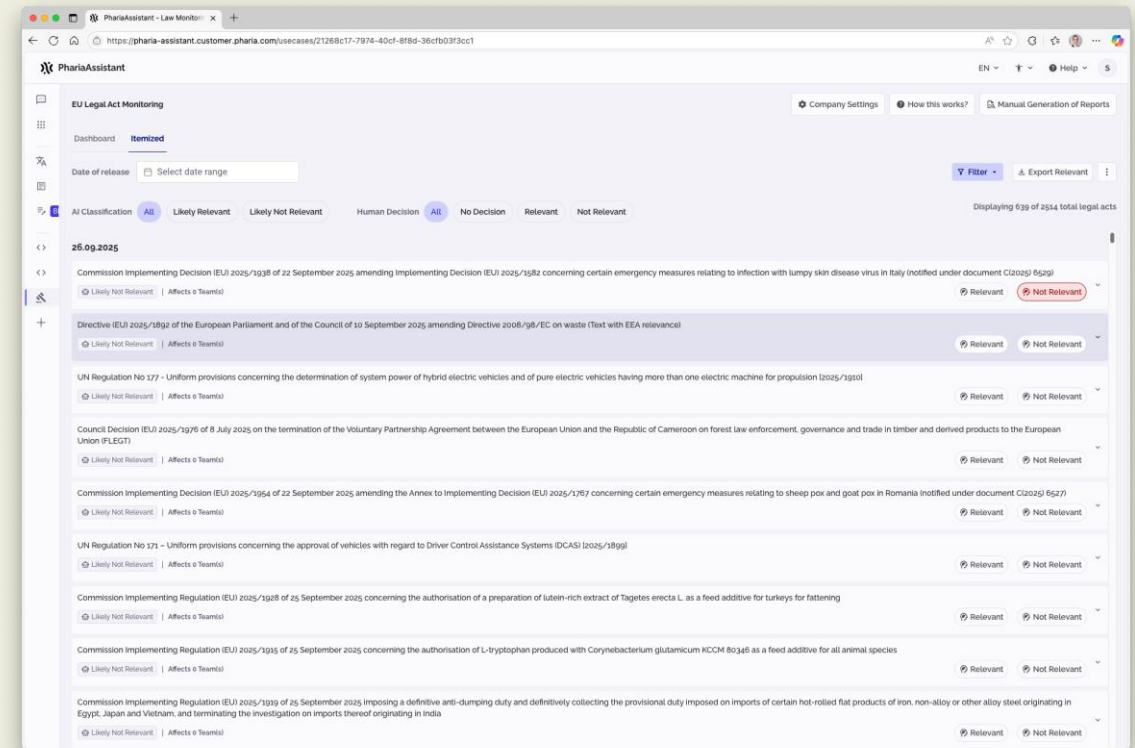 PhariaAssistant - Law Monitori
https://pharia-assistant.customer.pharia.com/usecases/21268c17-7974-40cf-8f8d-36cfb03f3cc1
PhariaAssistant
EN
Help
S
EU Legal Act Monitoring
Company Settings
How this works?
Manual Generation of Reports
Dashboard
Itemized
Date of release
Select date range
Filter
Export Relevant
AI Classification
All
Likely Relevant
Likely Not Relevant
Human Decision
All
No Decision
Relevant
Not Relevant
Displaying 639 of 2514 total legal acts
26.09.2025
Commission Implementing Decision (EU) 2025/1938 of 22 September 2025 amending Implementing Decision (EU) 2025/1582 concerning certain emergency measures relating to infection with lumpy skin disease virus in Italy (notified under document C(2025) 6529)
Likely Not Relevant | Affects 0 Team(s)
Relevant
Not Relevant
Directive (EU) 2025/1892 of the European Parliament and of the Council of 10 September 2025 amending Directive 2008/98/EC on waste (Text with EEA relevance)
Likely Not Relevant | Affects 0 Team(s)
Relevant
Not Relevant
UN Regulation No 177 - Uniform provisions concerning the determination of system power of hybrid electric vehicles and of pure electric vehicles having more than one electric machine for propulsion [2025/1910]
Likely Not Relevant | Affects 0 Team(s)
Relevant
Not Relevant
Council Decision (EU) 2025/1976 of 8 July 2025 on the termination of the Voluntary Partnership Agreement between the European Union and the Republic of Cameroon on forest law enforcement, governance and trade in timber and derived products to the European
Union (FLEGT)
Likely Not Relevant | Affects 0 Team(s)
Relevant
Not Relevant
Commission Implementing Decision (EU) 2025/1954 of 22 September 2025 amending the Annex to Implementing Decision (EU) 2025/1767 concerning certain emergency measures relating to sheep pox and goat pox in Romania (notified under document C(2025) 6527)
Likely Not Relevant | Affects 0 Team(s)
Relevant
Not Relevant
UN Regulation No 171 – Uniform provisions concerning the approval of vehicles with regard to Driver Control Assistance Systems (DCAS) [2025/1899]
Likely Not Relevant | Affects 0 Team(s)
Relevant
Not Relevant
Commission Implementing Regulation (EU) 2025/1928 of 25 September 2025 concerning the authorisation of a preparation of lutein-rich extract of Tagetes erecta L. as a feed additive for turkeys for fattening
Likely Not Relevant | Affects 0 Team(s)
Relevant
Not Relevant
Commission Implementing Regulation (EU) 2025/1915 of 25 September 2025 concerning the authorisation of L-tryptophan produced with Corynebacterium glutamicum KCCM 80346 as a feed additive for all animal species
Likely Not Relevant | Affects 0 Team(s)
Relevant
Not Relevant
Commission Implementing Regulation (EU) 2025/1919 of 25 September 2025 imposing a definitive anti-dumping duty and definitively collecting the provisional duty imposed on imports of certain hot-rolled flat products of iron, non-alloy or other alloy steel originating in
Egypt, Japan and Vietnam, and terminating the investigation on imports thereof originating in India
Likely Not Relevant | Affects 0 Team(s)
Relevant
Not Relevant